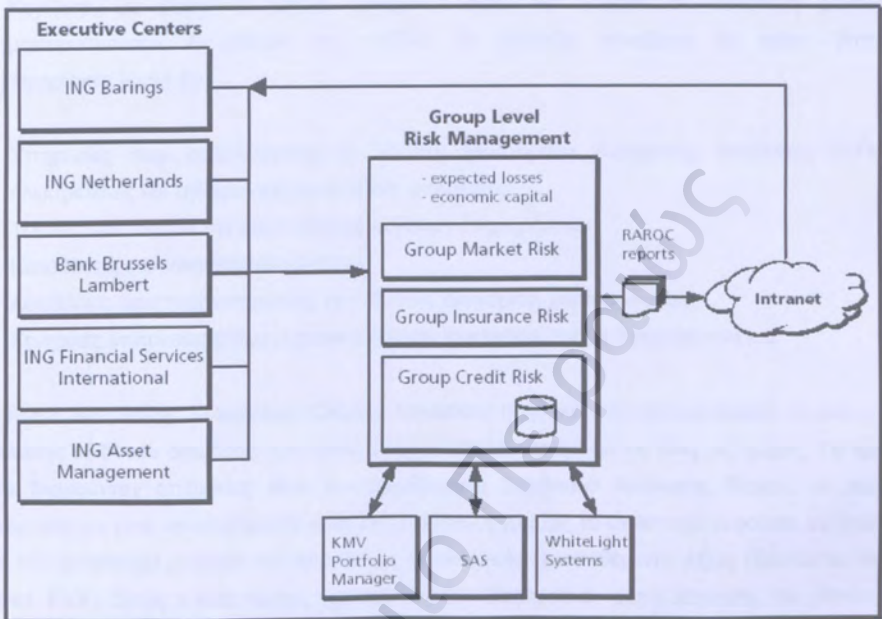 Executive Centers
ING Barings
ING Netherlands
Bank Brussels
Lambert
ING Financial Services
International
ING Asset
Management
Group Level
Risk Management
- expected losses
- economic capital
Group Market Risk
Group Insurance Risk
Group Credit Risk
RAROC
reports
Intranet
KMV
Portfolio
Manager
SAS
WhiteLight
Systems